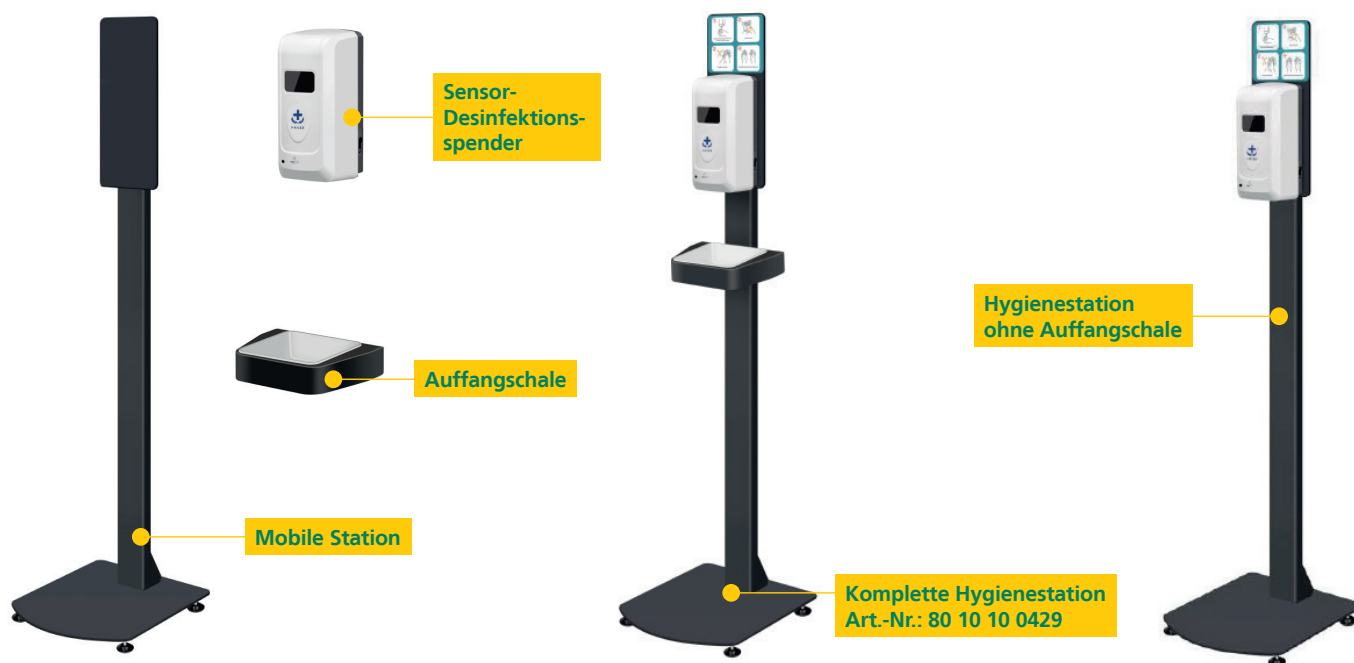 Sensor-
Desinfektions-
spender
Auffangschale
Mobile Station
Komplette Hygienestation
Art.-Nr.: 80 10 10 0429
Hygienestation
ohne Auffangschale